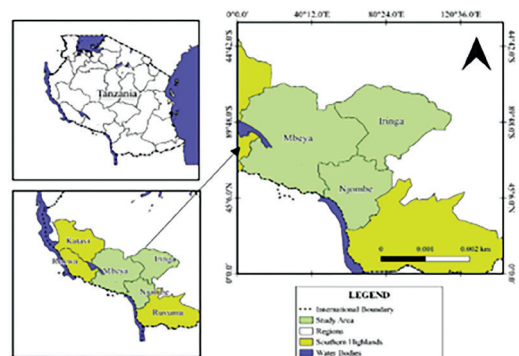 Tanzania
Katavi
Rukwa
Mbeya
Iringa
Njombe
Ruvuma
0°0.0' 40°12.0' 80°24.0' 120°36.0'
Mbeya
Iringa
Njombe
0 0.001 0.002 km
LEGEND
International Boundary
Study Area
Regions
Southern Highlands
Water Bodies